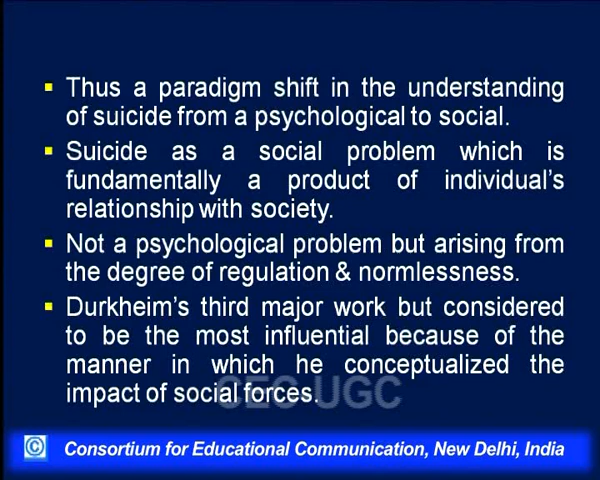 Thus a paradigm shift in the understanding
of suicide from a psychological to social.
Suicide as a social problem which is
fundamentally a product of individual's
relationship with society.
Not a psychological problem but arising from
the degree of regulation & normlessness.
Durkheim's third major work but considered
to be the most influential because of the
manner in which he conceptualized the
impact of social forces.
CEC-UGC
© Consortium for Educational Communication, New Delhi, India